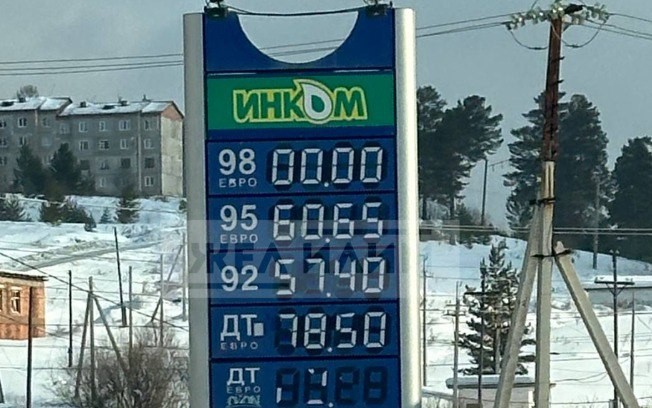 ИНКОМ
98 00.00
ЕВРО
95 60.65
ЕВРО
92 57.40
ДТ 78.50
ЕВРО
ДТ
ЕВРО